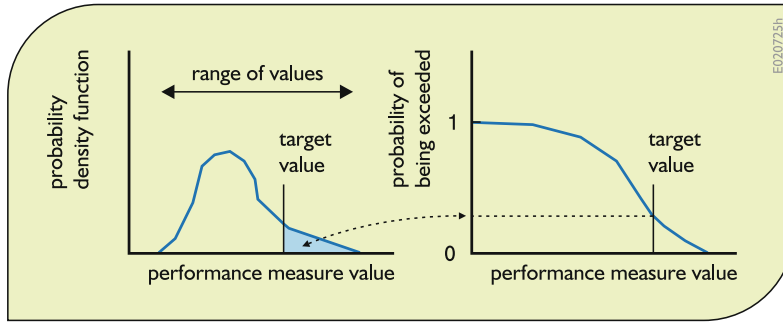 E020725h
probability
density function
range of values
target
value
performance measure value
probability of
being exceeded
1
0
target
value
performance measure value